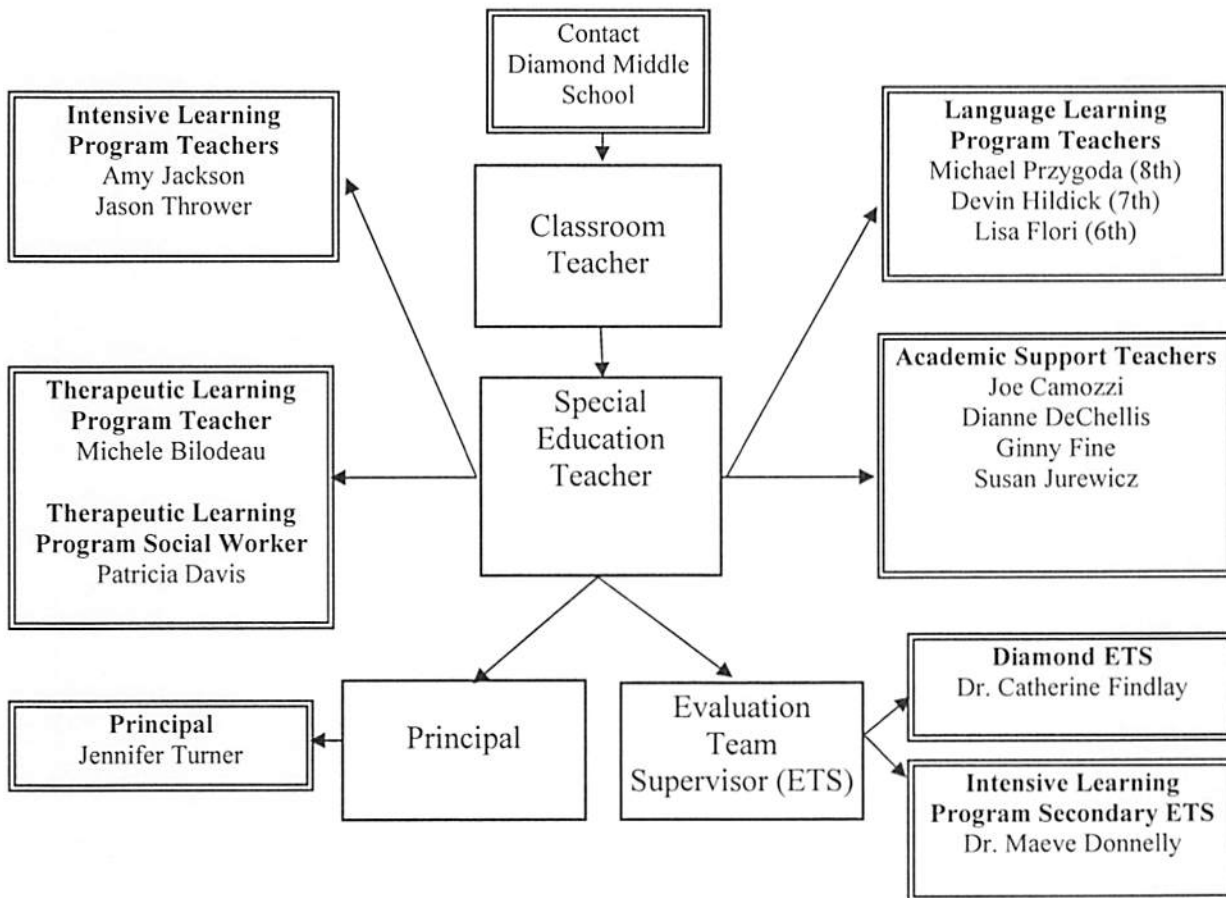 Contact
Diamond Middle
School
Intensive Learning
Program Teachers
Amy Jackson
Jason Thrower
Language Learning
Program Teachers
Michael Przygoda (8th)
Devin Hildick (7th)
Lisa Flori (6th)
Classroom
Teacher
Therapeutic Learning
Program Teacher
Michele Bilodeau
Therapeutic Learning
Program Social Worker
Patricia Davis
Special
Education
Teacher
Academic Support Teachers
Joe Camozzi
Dianne DeChellis
Ginny Fine
Susan Jurewicz
Principal
Jennifer Turner
Principal
Evaluation
Team
Supervisor (ETS)
Diamond ETS
Dr. Catherine Findlay
Intensive Learning
Program Secondary ETS
Dr. Maeve Donnelly